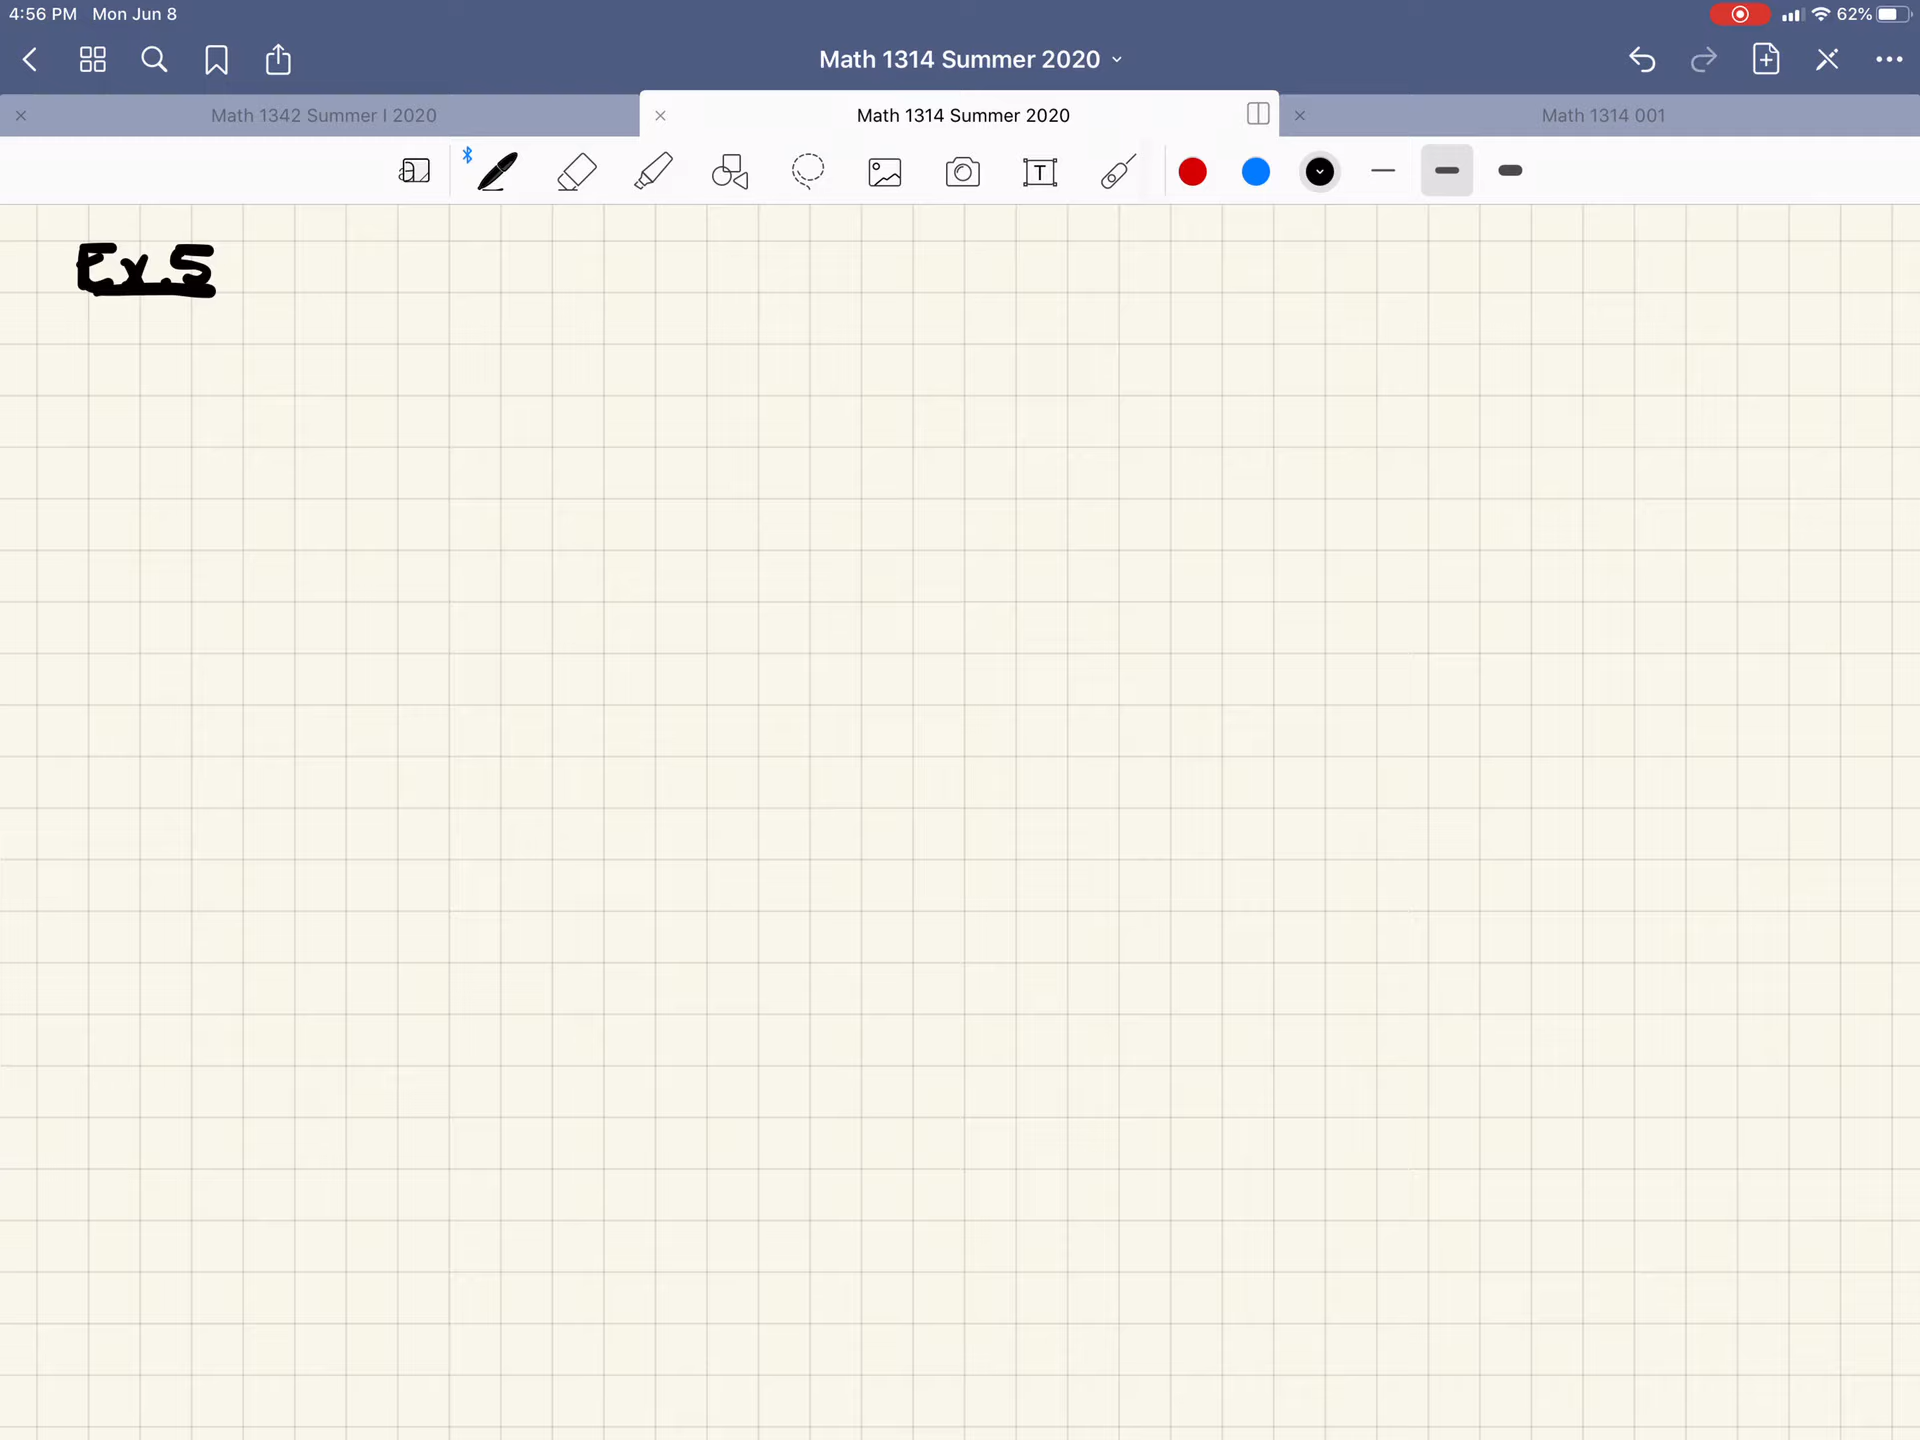 4:56 PM Mon Jun 8
62%
Math 1314 Summer 2020
Math 1342 Summer I 2020
Math 1314 Summer 2020
Math 1314 001
a
T
Ex.5